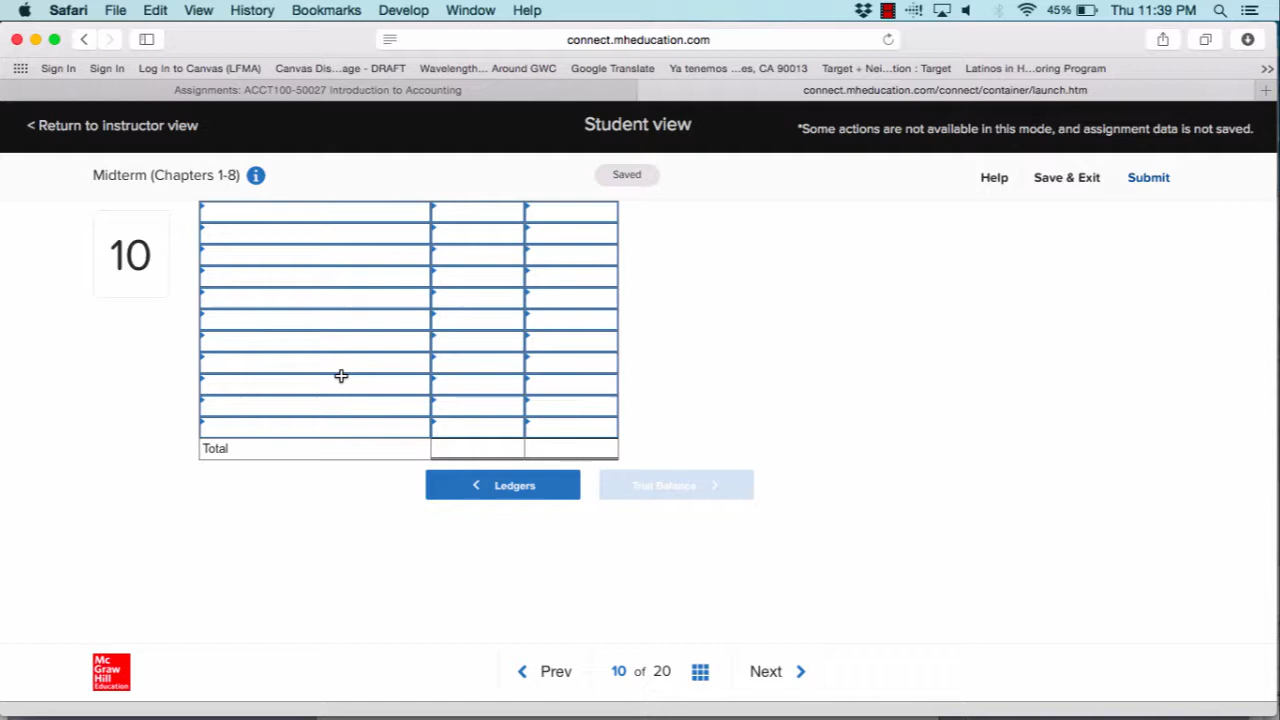 Safari File Edit View History Bookmarks Develop Window Help 45% Thu 11:39 PM
connect.mheducation.com
Sign In Sign In Log In to Canvas (LFMA) Canvas Dis...age - DRAFT Wavelength... Around GWC Google Translate Ya tenemos ...es, CA 90013 Target + Nei...tion : Target Latinos in H...oring Program >>
Assignments: ACCT100-50027 Introduction to Accounting connect.mheducation.com/connect/container/launch.htm
< Return to instructor view Student view *Some actions are not available in this mode, and assignment data is not saved.
Midterm (Chapters 1-8) i Saved Help Save & Exit Submit
10
Total
Ledgers Trial Balance
Mc
Graw
Hill
Education
Prev 10 of 20 Next